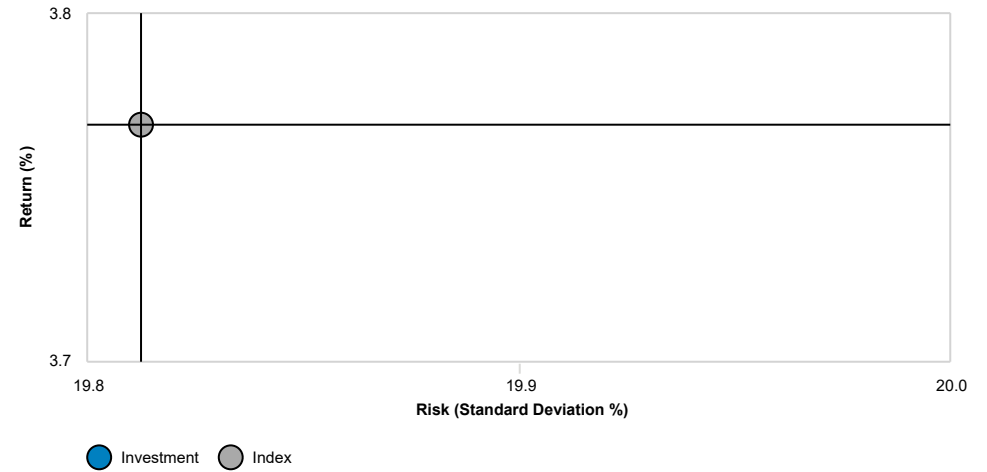 3.8
Return (%)
3.7
19.8 19.9 20.0
Risk (Standard Deviation %)
Investment Index